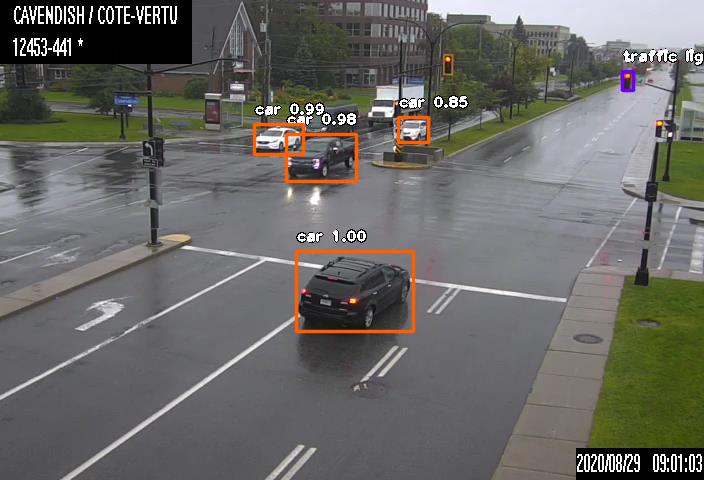 CAVENDISH / COTE-VERTU
12453-441 *
traffic lig
car 0.99
car 0.85
car 0.98
car 1.00
2020/08/29 09:01:03